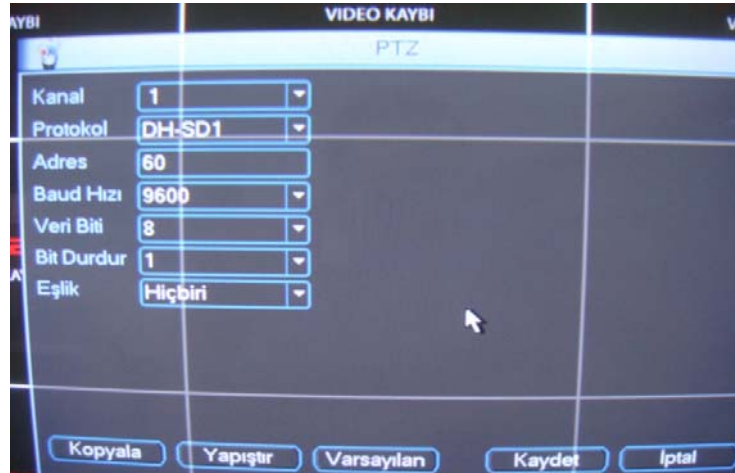 AYBI VIDEO KAYBI V
PTZ
Kanal 1
Protokol DH-SD1
Adres 60
Baud Hızı 9600
Veri Biti 8
Bit Durdur 1
Eşlik Hiçbiri
Kopyala Yapıştır Varsayılan Kaydet İptal